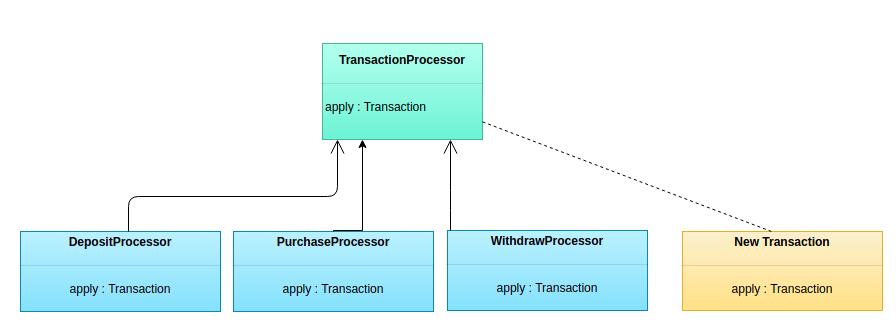 TransactionProcessor
apply : Transaction
DepositProcessor
apply : Transaction
PurchaseProcessor
apply : Transaction
WithdrawProcessor
apply : Transaction
New Transaction
apply : Transaction